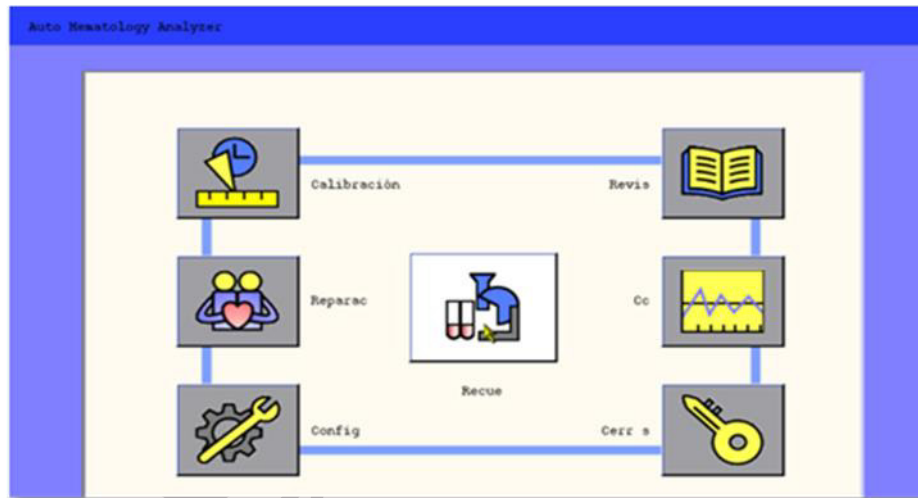 Auto Hematology Analyzer
Calibración
Revis
Reparac
Cc
Recue
Config
Cerr s